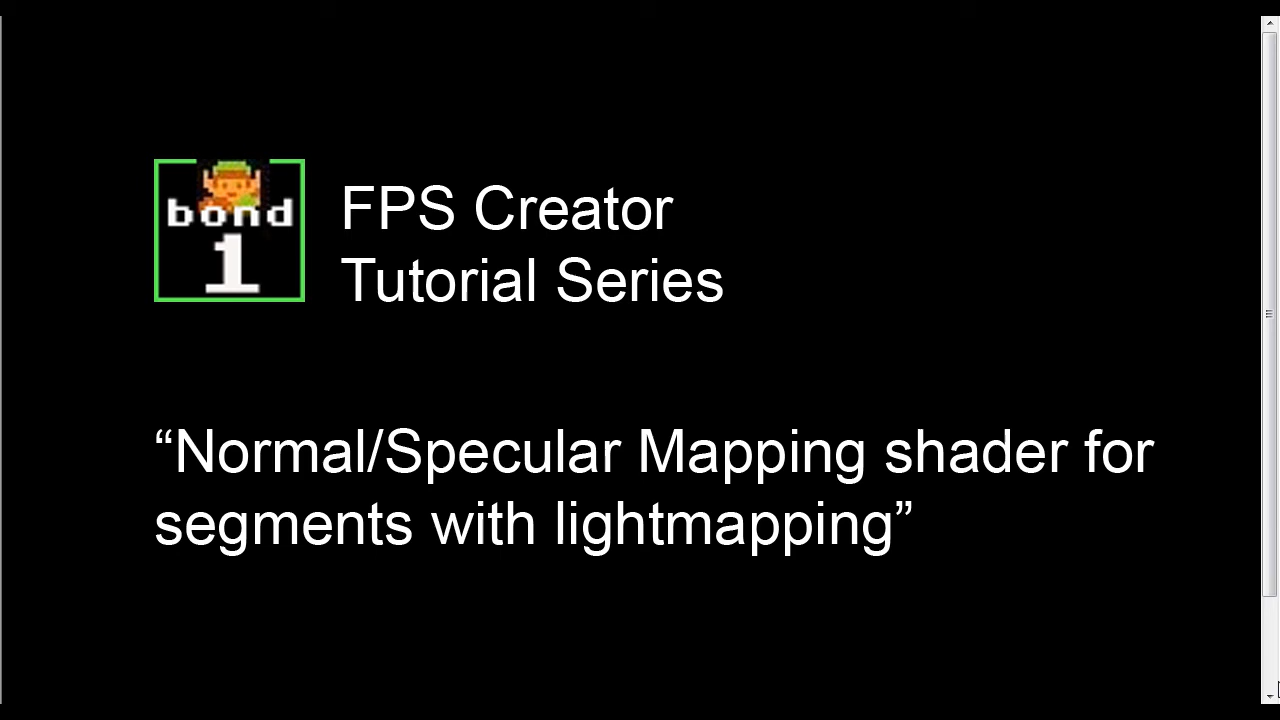 bond
1
FPS Creator
Tutorial Series
“Normal/Specular Mapping shader for
segments with lightmapping”